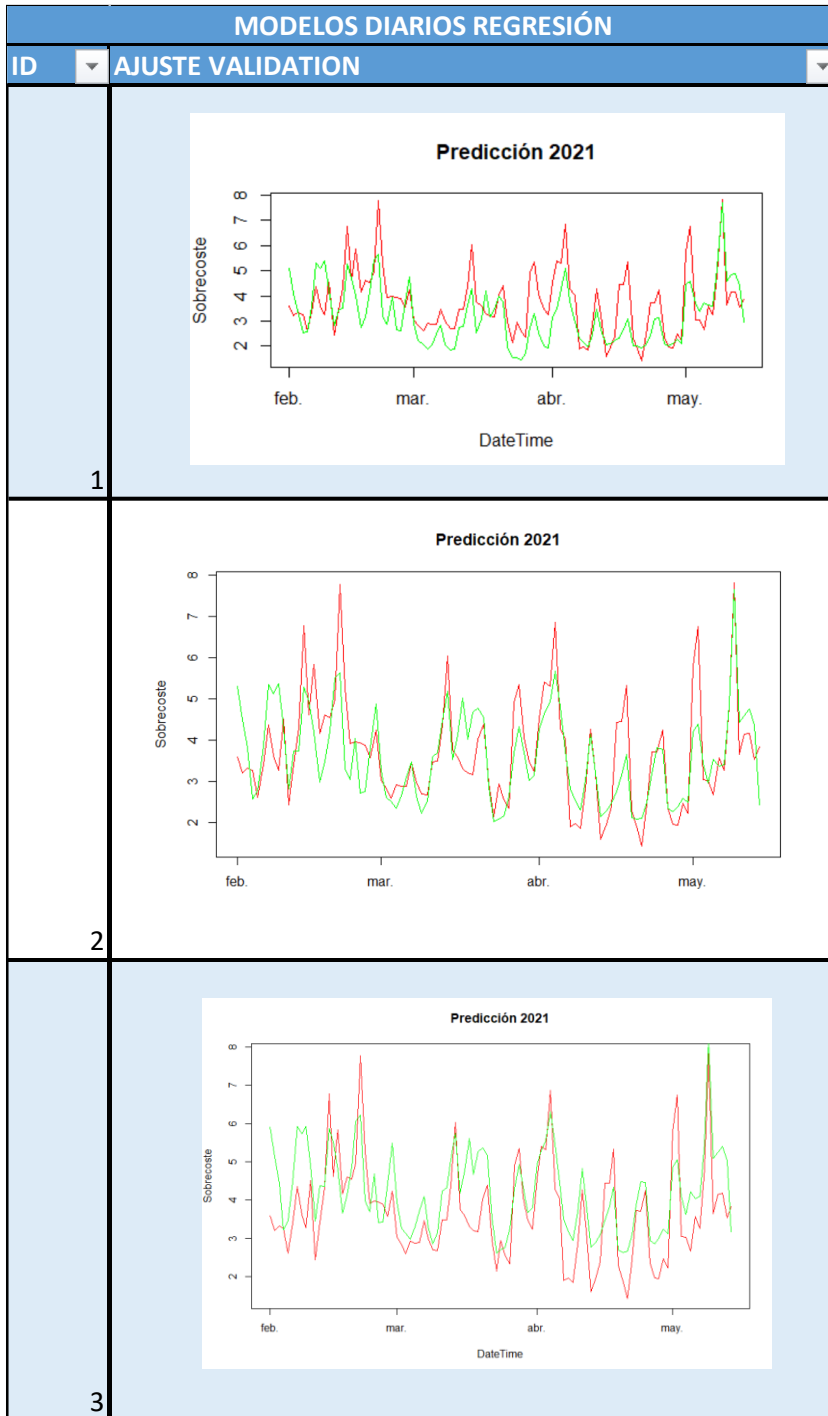 MODELOS DIARIOS REGRESIÓN
ID AJUSTE VALIDATION
Predicción 2021
Sobrecoste
8
7
6
5
4
3
2
feb. mar. abr. may.
DateTime
1
Predicción 2021
Sobrecoste
8
7
6
5
4
3
2
feb. mar. abr. may.
2
Predicción 2021
Sobrecoste
8
7
6
5
4
3
2
feb. mar. abr. may.
DateTime
3